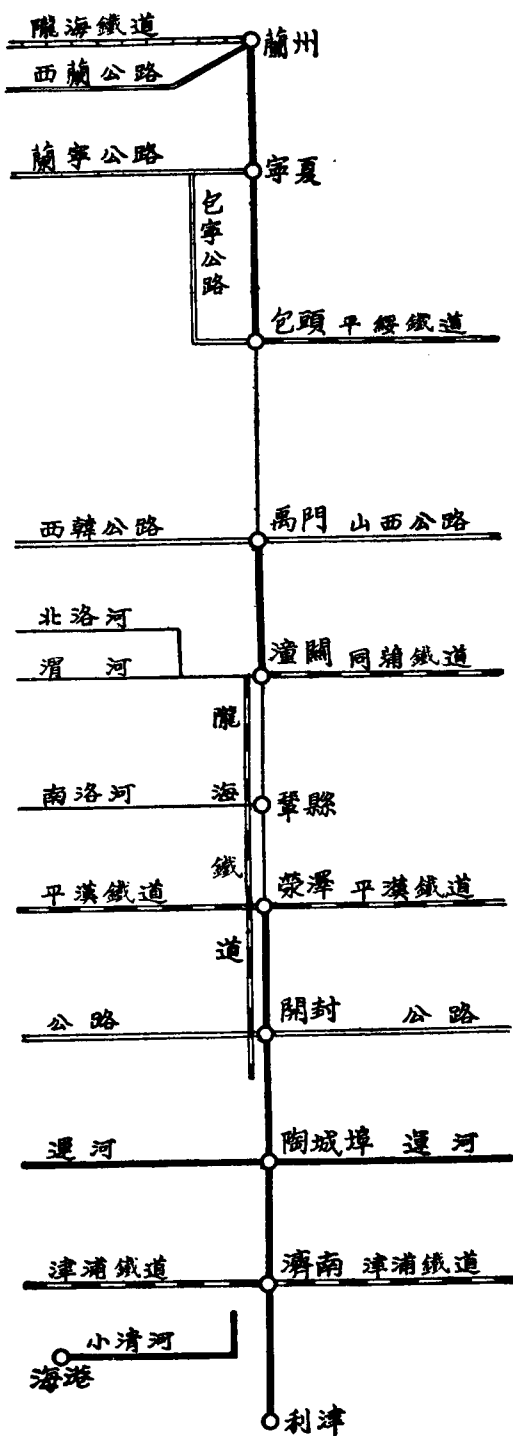 隴海鐵道
蘭州
西蘭公路
蘭寧公路
寧夏
包寧公路
包頭 平綏鐵道
西韓公路
禹門 山西公路
北洛河
渭河
潼關 同蒲鐵道
隴海鐵道
南洛河
鞏縣
平漢鐵道
滎澤 平漢鐵道
公路
開封 公路
運河
陶城埠 運河
津浦鐵道
濟南 津浦鐵道
小清河
海港
利津